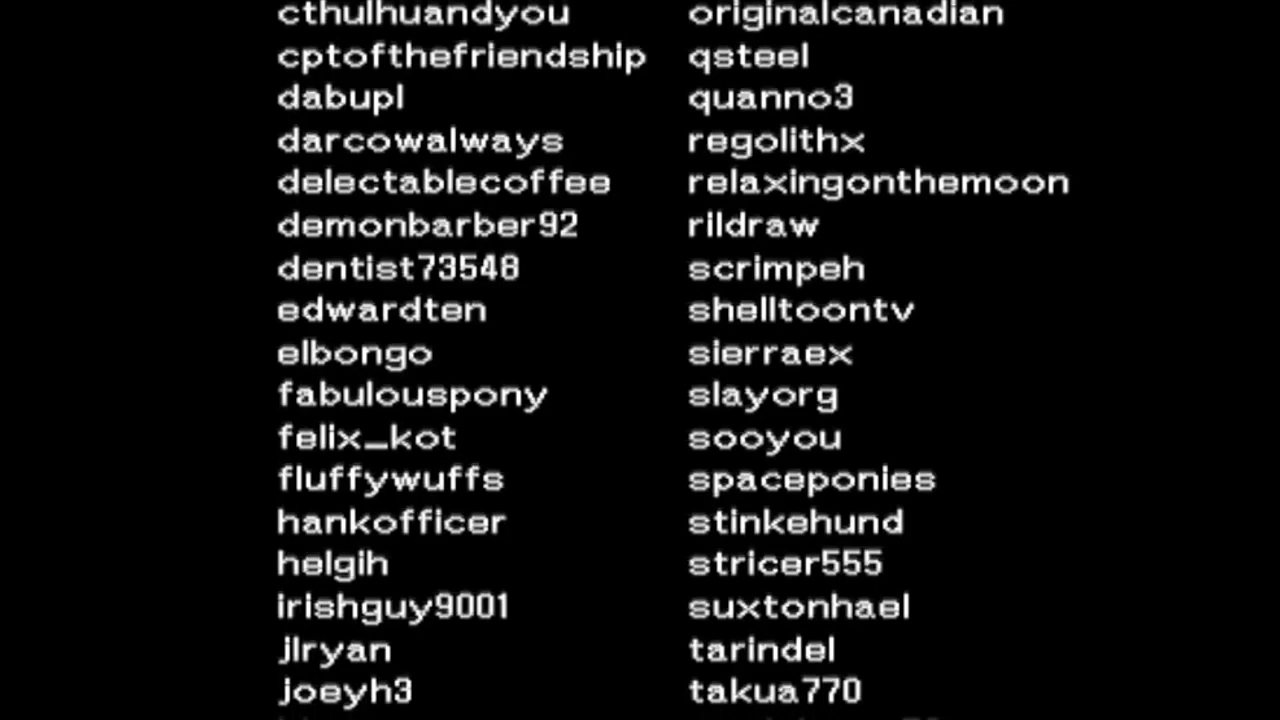 cthulhuandyou
cptofthefriendship
dabupl
darcowalways
delectablecoffee
demonbarber92
dentist73548
edwardten
elbongo
fabulouspony
felix_kot
fluffywuffs
hankofficer
helgih
irishguy9001
jlryan
joeyh3
originalcanadian
qsteel
quanno3
regolithx
relaxingonthemoon
rildraw
scrimpeh
shelltoontv
sierraex
slayorg
sooyou
spaceponies
stinkehund
stricer555
suxtonhael
tarindel
takua770